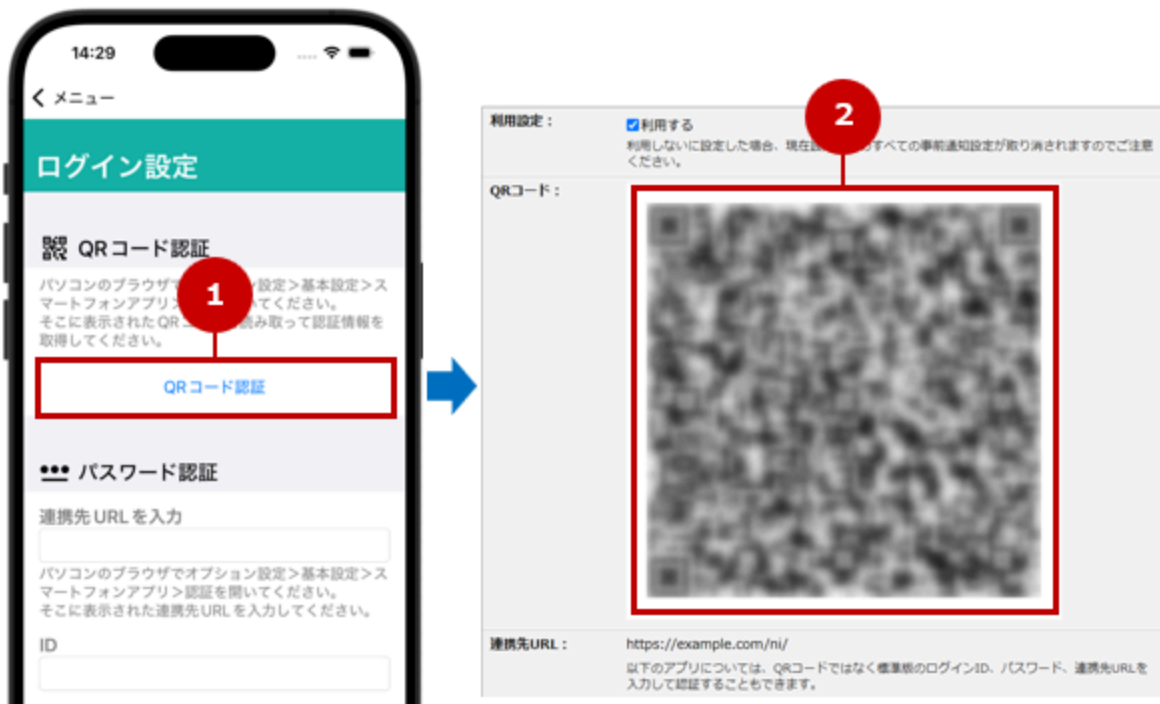 14:29
メニュー
ログイン設定
QRコード認証
パソコンのブラウザで 設定>基本設定>ス
マートフォンアプリ いてください。
そこに表示されたQR 読み取って認証情報を
取得してください。
1
QRコード認証
パスワード認証
連携先URLを入力
パソコンのブラウザでオプション設定>基本設定>ス
マートフォンアプリ>認証を開いてください。
そこに表示された連携先URLを入力してください。
ID
2
利用設定:
利用する
利用しないに設定した場合、現在 すべての事前通知設定が取り消されますのでご注意
ください。
QRコード:
連携先URL:
https://example.com/ni/
以下のアプリについては、QRコードではなく標準版のログインID、パスワード、連携先URLを
入力して認証することもできます。